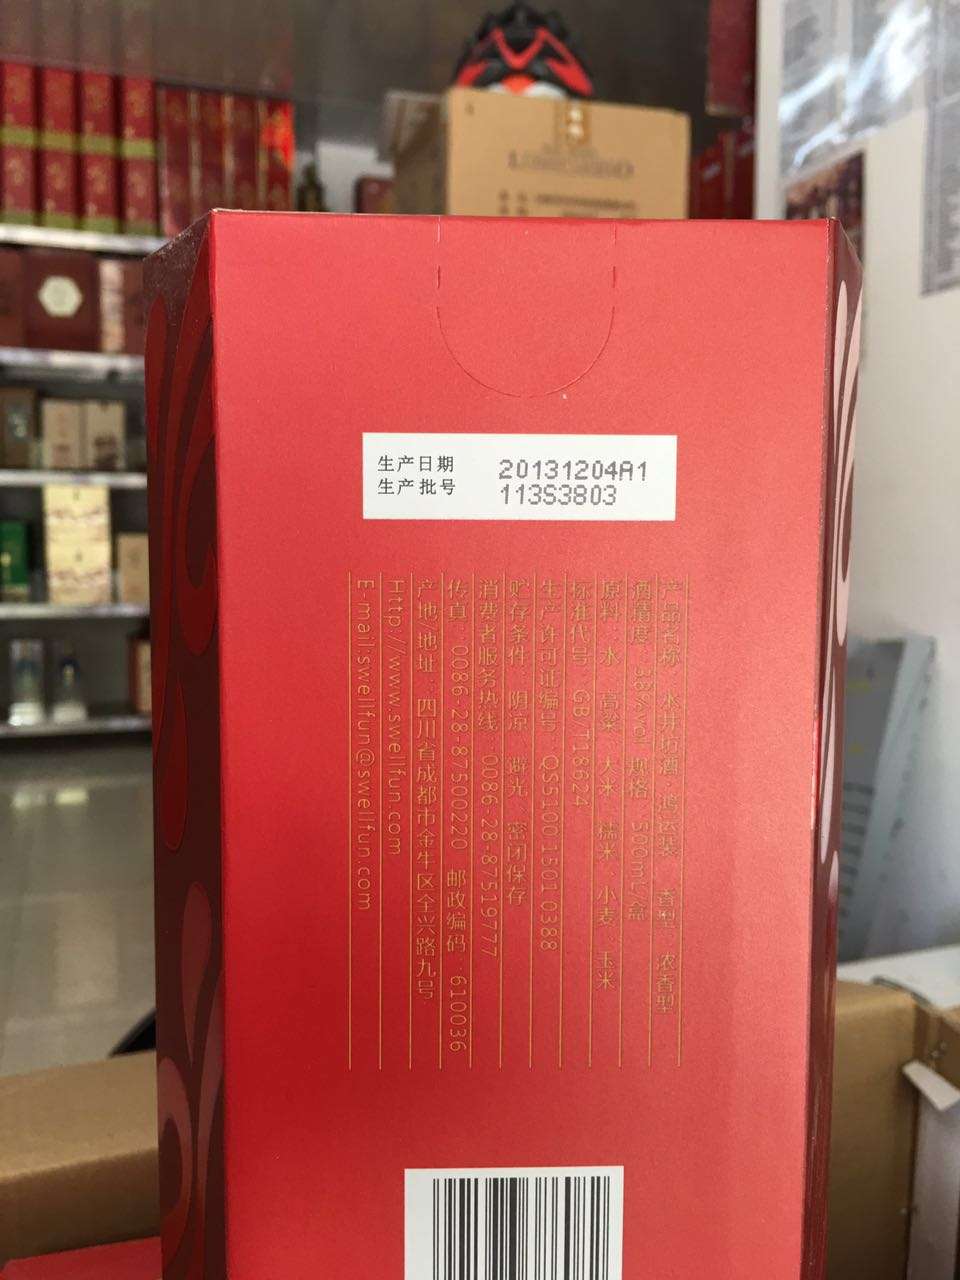 生产日期 20131204A1
生产批号 113S3803
产品名称：水井坊酒·鸿运装 香型：浓香型
酒精度：38%vol 规格：500mL/盒
原料：水、高粱、大米、糯米、小麦、玉米
标准代号：GB/T18624
生产许可证编号：QS5100 1501 0388
贮存条件：阴凉、避光、密闭保存
消费者服务热线：0086-28-87519777
传真：0086-28-87500220 邮政编码：610036
产地/地址：四川省成都市金牛区全兴路九号
Http://www.swellfun.com
E-mail:swellfun@swellfun.com